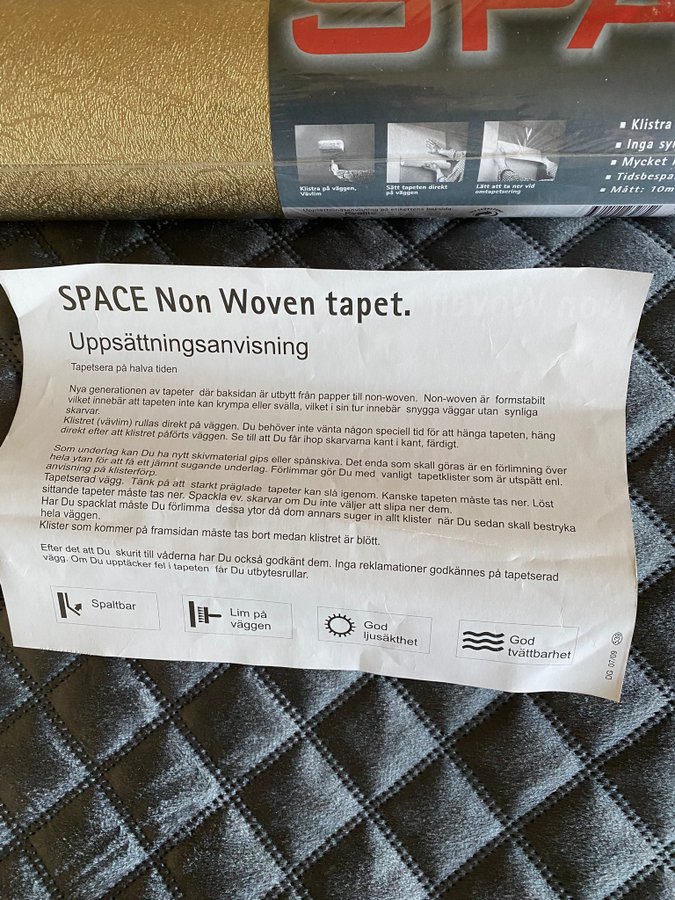 SPA
Klistra
Inga
Mycket
Tidsbespa
Mått: 10m
Klistra på väggen,
Vävlim
Sätt tapeten direkt
på väggen
Lätt att ta ner vid
omtapetsering
SPACE Non Woven tapet.
Uppsättningsanvisning
Tapetsera på halva tiden
Nya generationen av tapeter där baksidan är utbytt från papper till non-woven. Non-woven är formstabilt
vilket innebär att tapeten inte kan krympa eller svälla, vilket i sin tur innebär snygga väggar utan synliga
skarvar.
Klistret (vävlim) rullas direkt på väggen. Du behöver inte vänta någon speciell tid för att hänga tapeten, häng
direkt efter att klistret påförts väggen. Se till att Du får ihop skarvarna kant i kant, färdigt.
Som underlag kan Du ha nytt skivmaterial gips eller spånskiva. Det enda som skall göras är en förlimning över
hela ytan för att få ett jämnt sugande underlag. Förlimmar gör Du med vanligt tapetklister som är utspätt enl.
anvisning på klisterförp.
Tapetserad vägg. Tänk på att starkt präglade tapeter kan slå igenom. Kanske tapeten måste tas ner. Löst
sittande tapeter måste tas ner. Spackla ev. skarvar om Du inte väljer att slipa ner dem.
Har Du spacklat måste Du förlimma dessa ytor då dom annars suger in allt klister när Du sedan skall bestryka
hela väggen.
Klister som kommer på framsidan måste tas bort medan klistret är blött.
Efter det att Du skurit till våderna har Du också godkänt dem. Inga reklamationer godkännes på tapetserad
vägg. Om Du upptäcker fel i tapeten får Du utbytesrullar.
Spaltbar
Lim på
väggen
God
ljusäkthet
God
tvättbarhet
DG 07/09